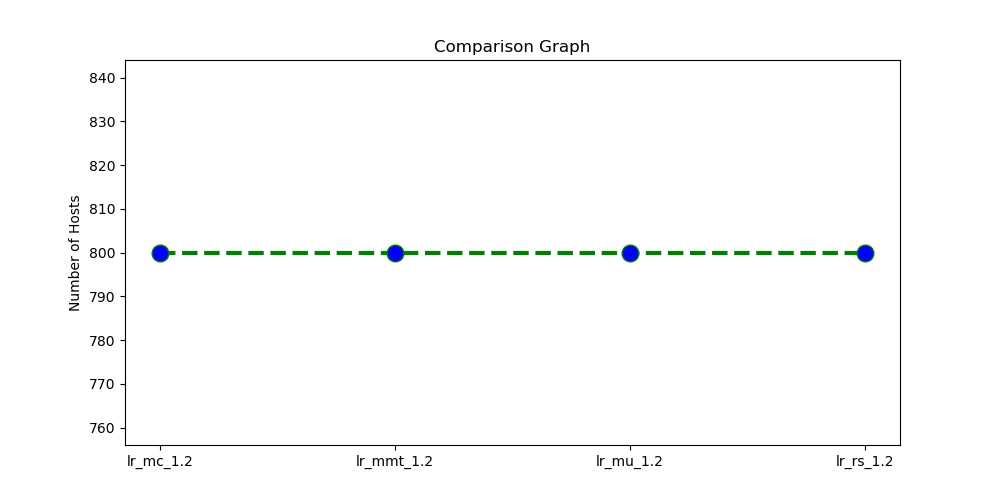 Comparison Graph
840
830
820
810
800
790
780
770
760
Number of Hosts
lr_mc_1.2
lr_mmt_1.2
lr_mu_1.2
lr_rs_1.2